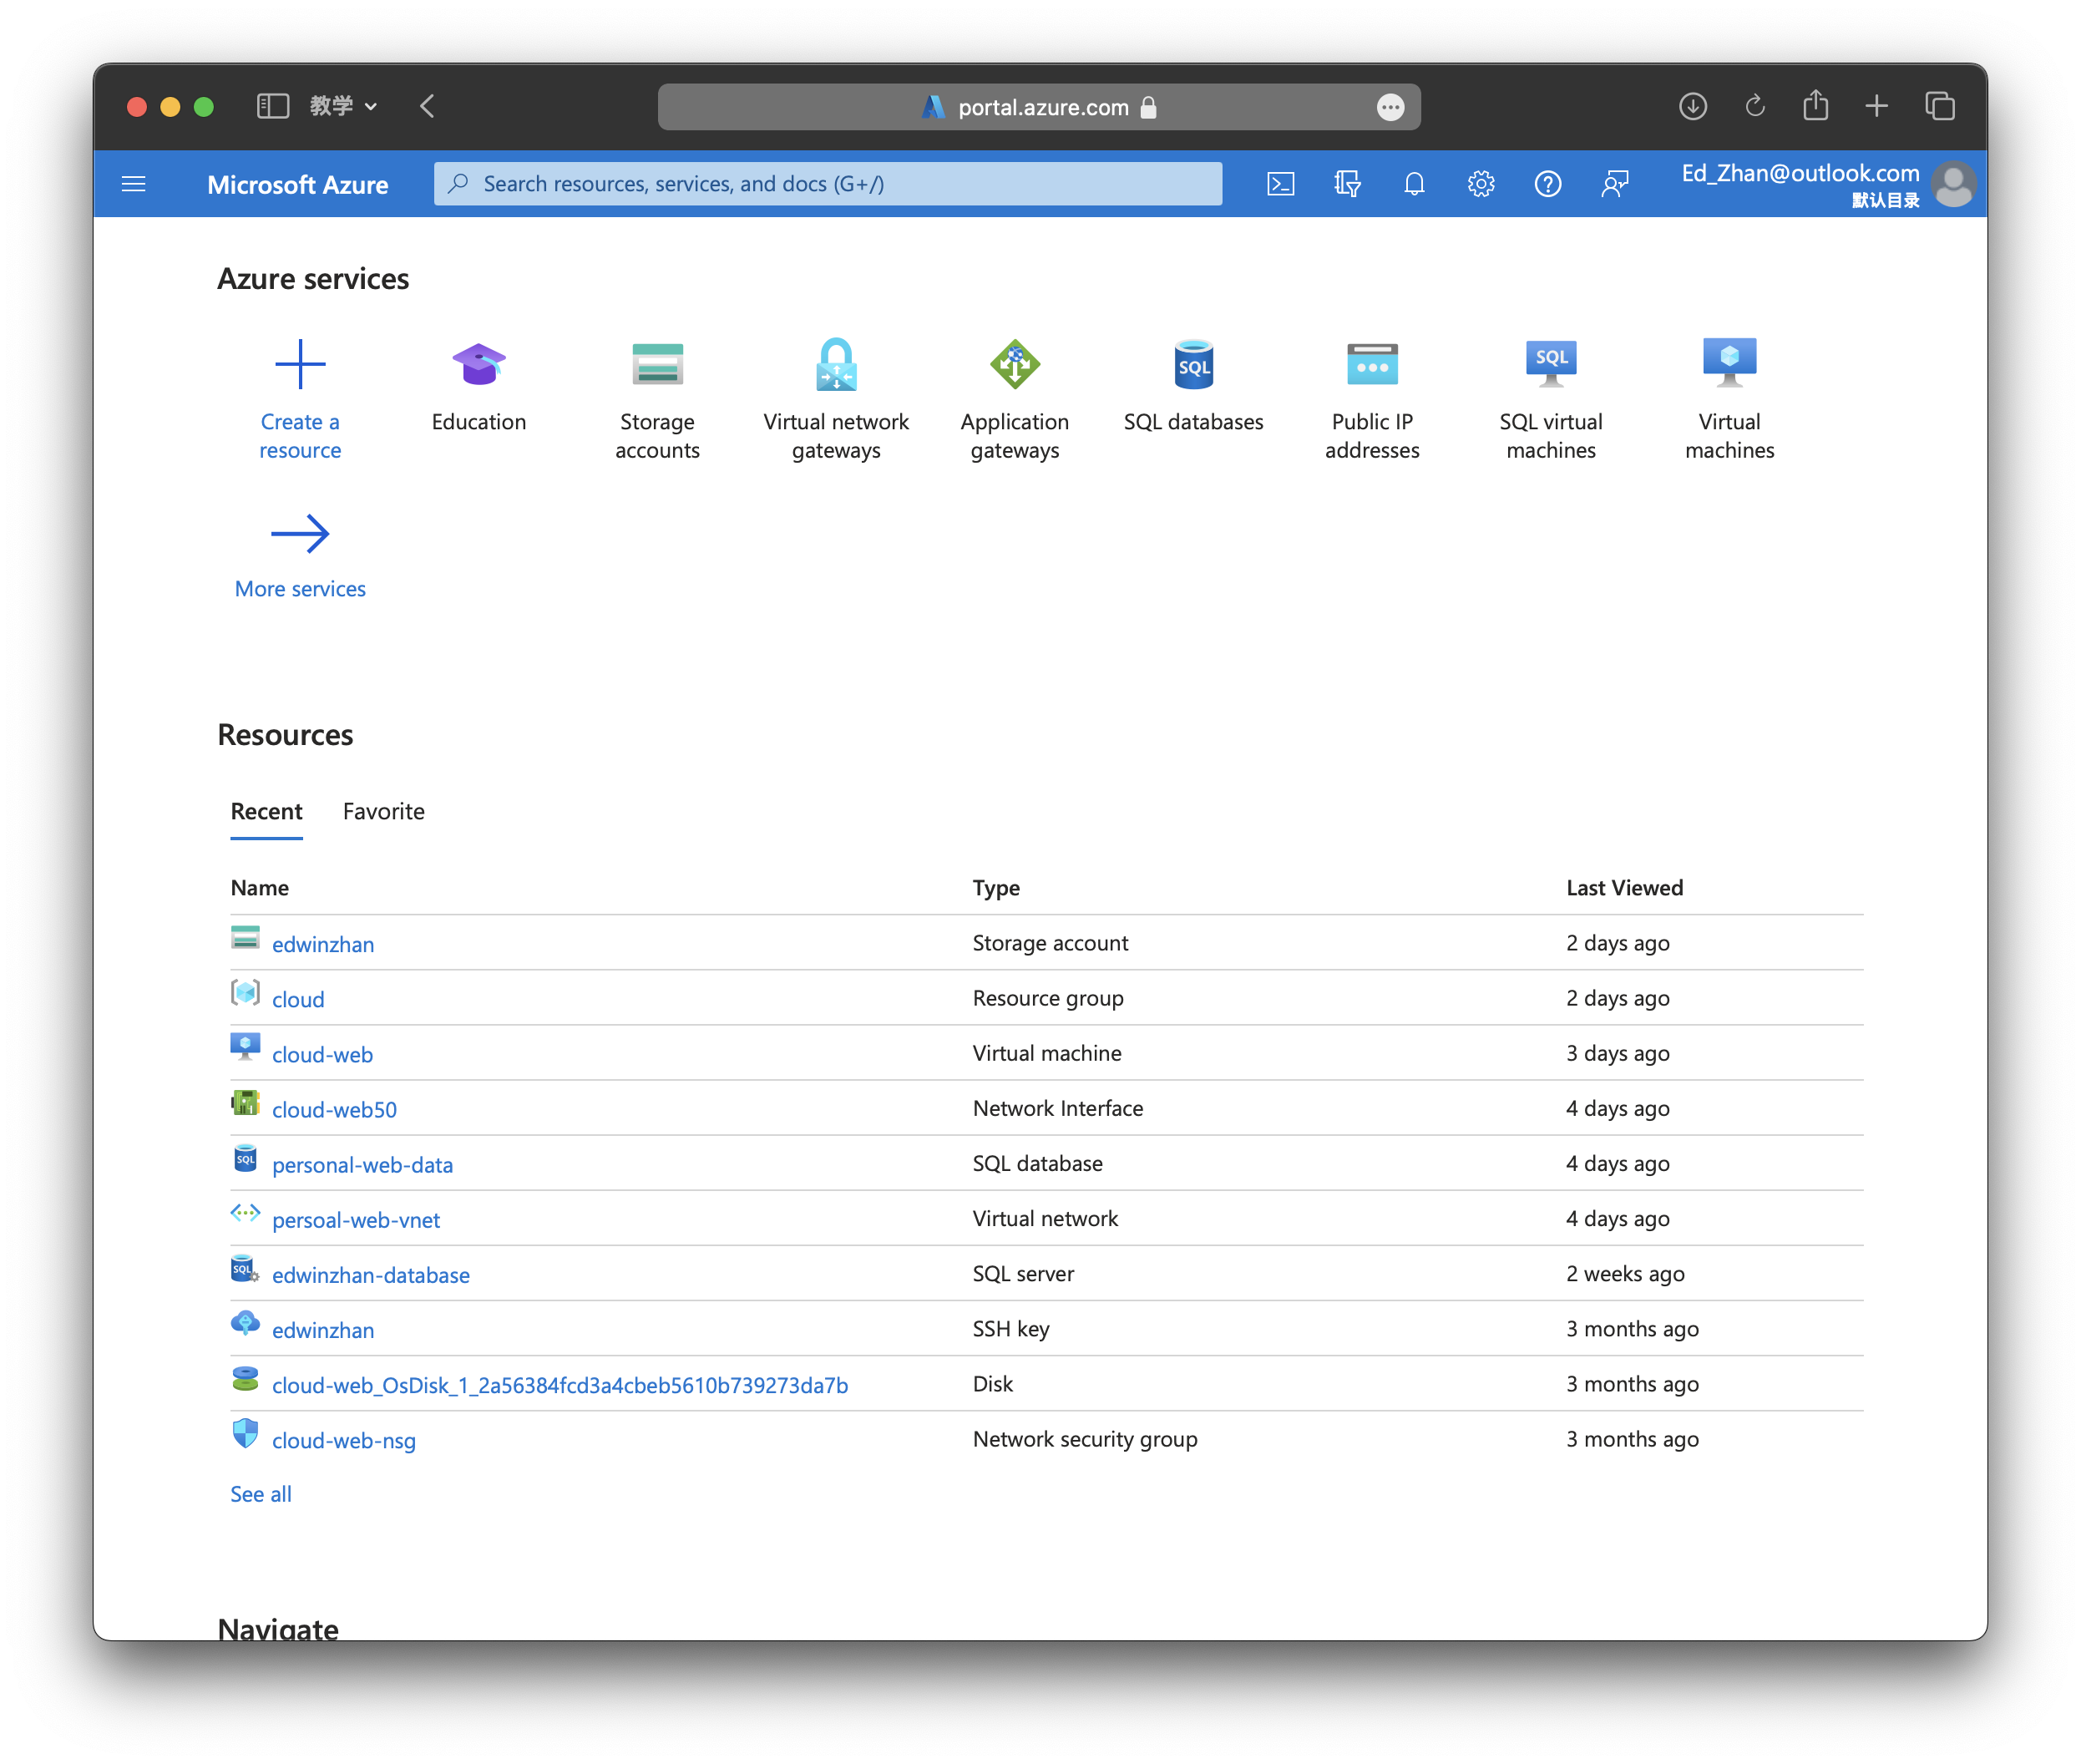 教学
portal.azure.com
Microsoft Azure
Search resources, services, and docs (G+/)
Ed_Zhan@outlook.com
默认目录
Azure services
Create a
resource
Education
Storage
accounts
Virtual network
gateways
Application
gateways
SQL
SQL databases
Public IP
addresses
SQL
SQL virtual
machines
Virtual
machines
More services
Resources
Recent Favorite
Name Type Last Viewed
edwinzhan Storage account 2 days ago
cloud Resource group 2 days ago
cloud-web Virtual machine 3 days ago
cloud-web50 Network Interface 4 days ago
SQL personal-web-data SQL database 4 days ago
persoal-web-vnet Virtual network 4 days ago
SQL edwinzhan-database SQL server 2 weeks ago
edwinzhan SSH key 3 months ago
cloud-web_OsDisk_1_2a56384fcd3a4cbeb5610b739273da7b Disk 3 months ago
cloud-web-nsg Network security group 3 months ago
See all
Navigate